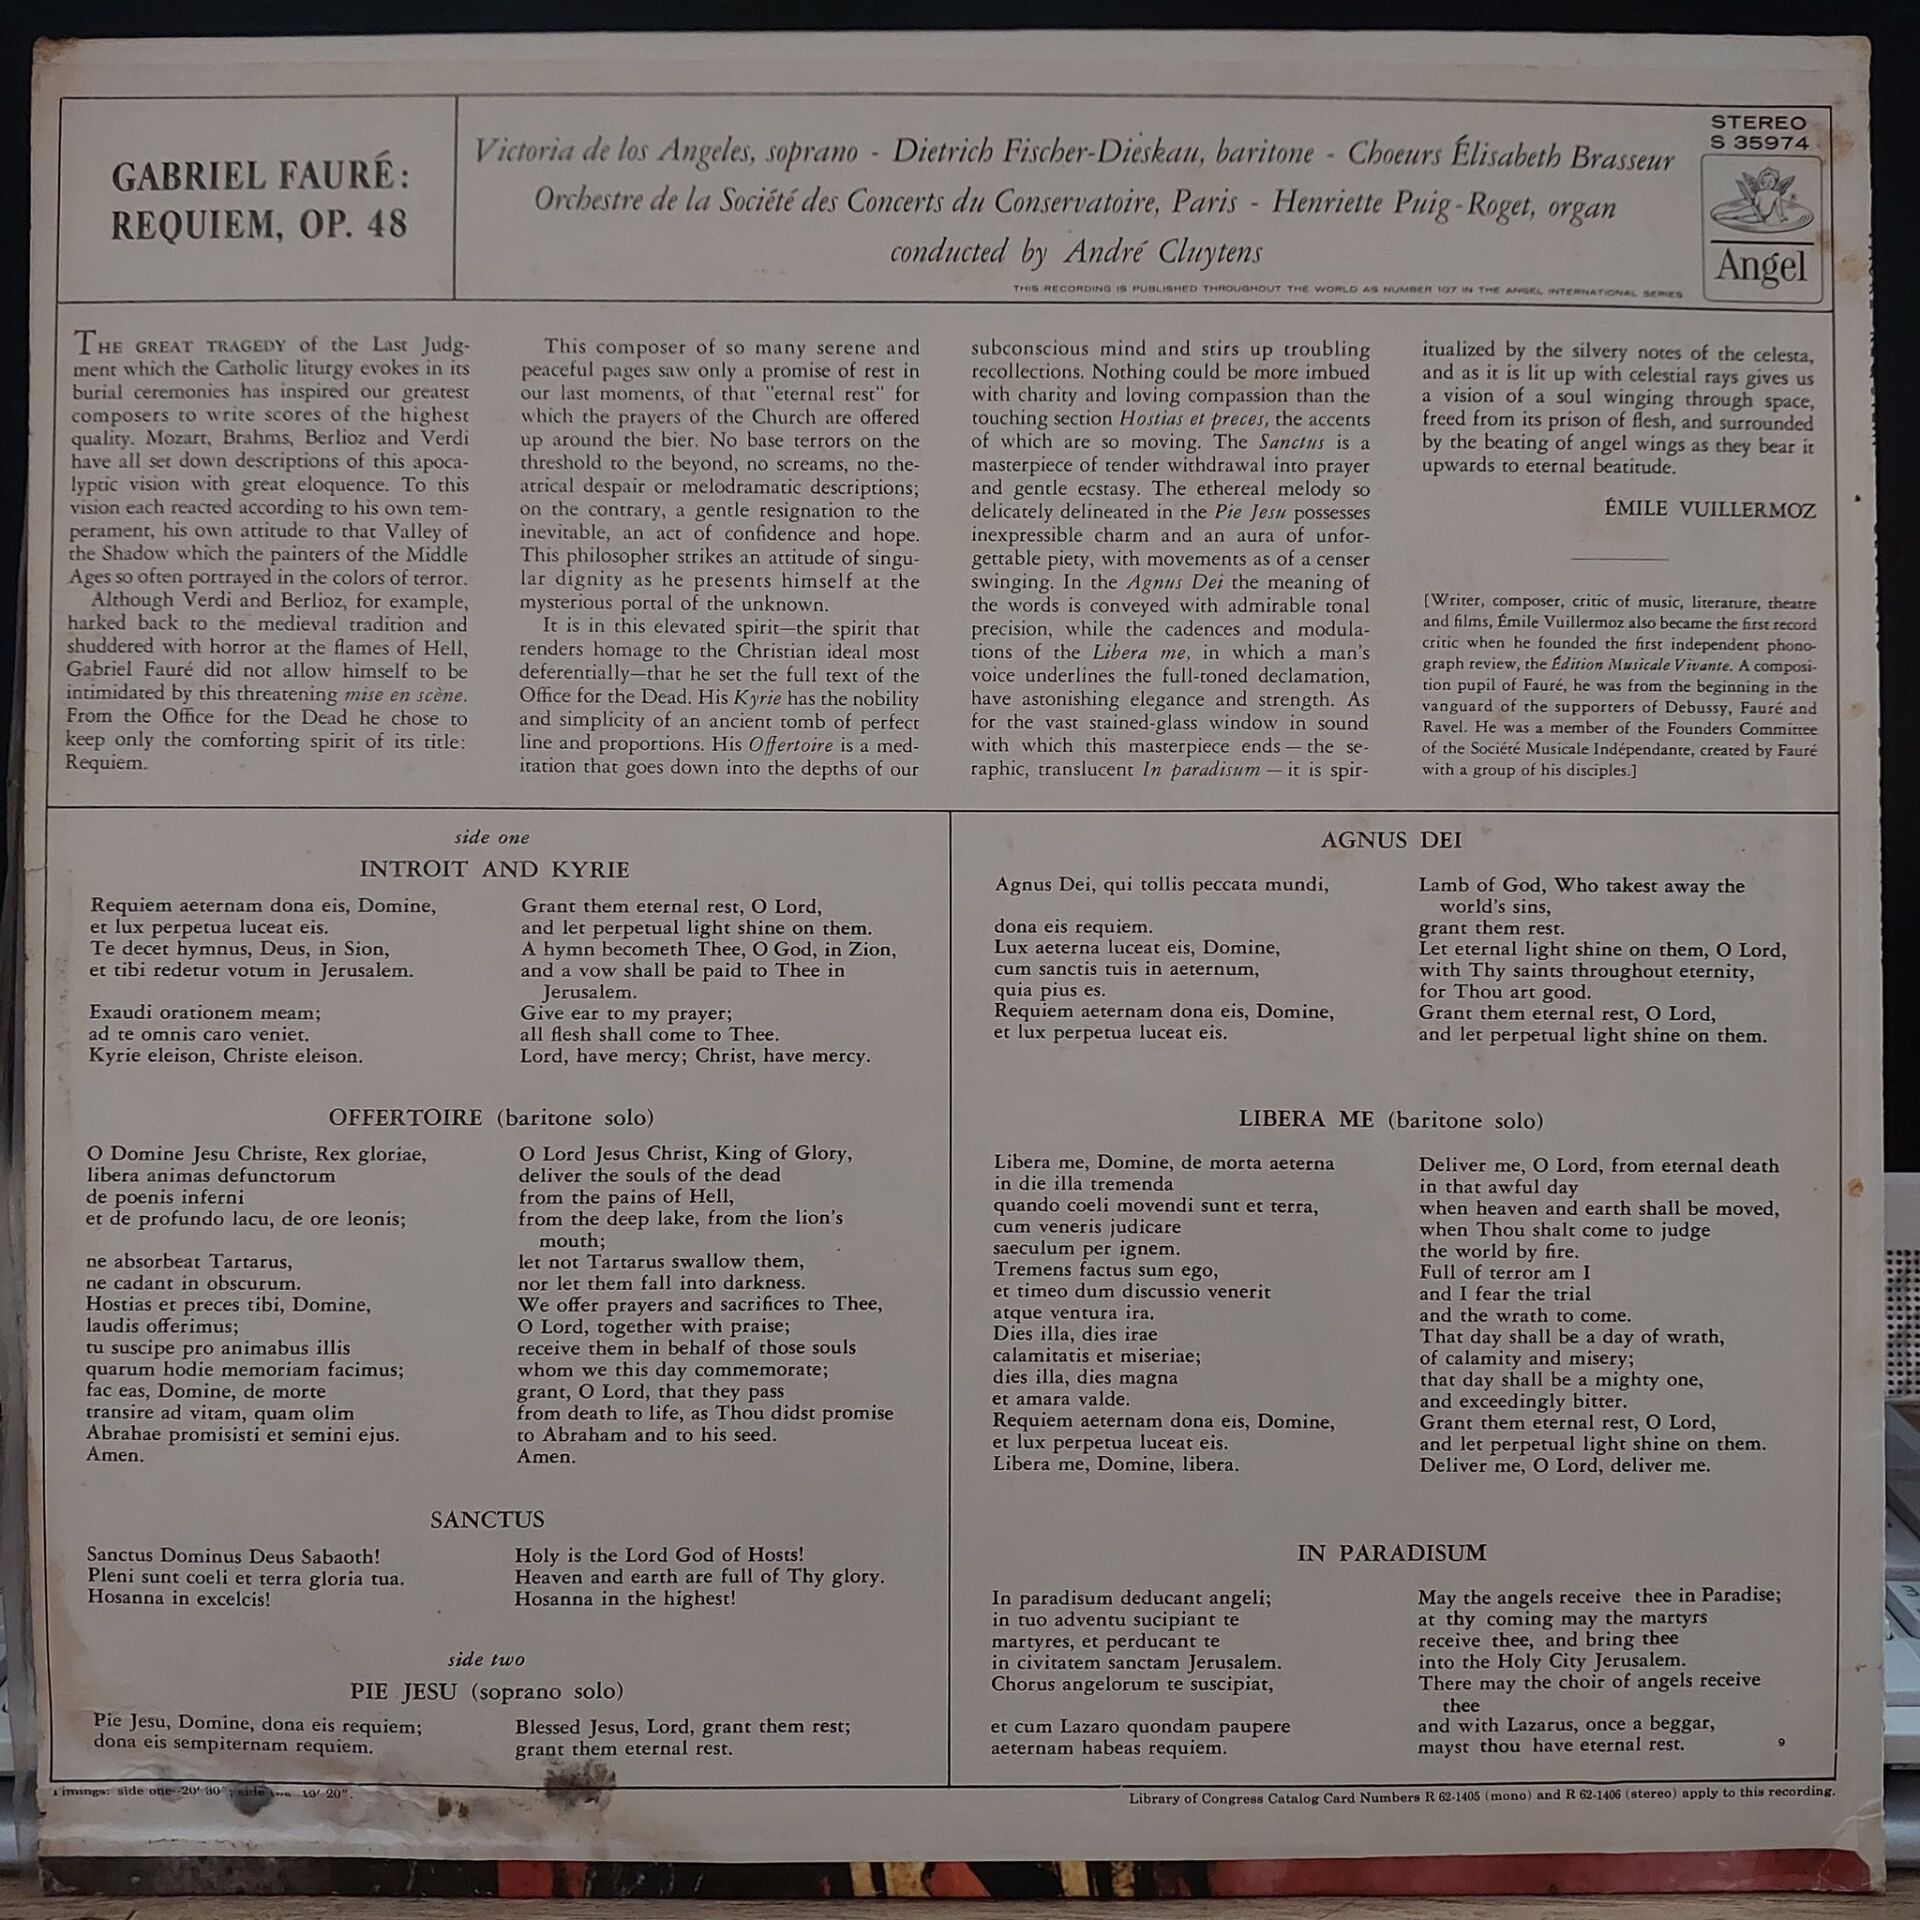 GABRIEL FAURÉ:
REQUIEM, OP. 48
Victoria de los Angeles, soprano - Dietrich Fischer-Dieskau, baritone - Choeurs Élisabeth Brasseur
Orchestre de la Société des Concerts du Conservatoire, Paris - Henriette Puig-Roget, organ
conducted by André Cluytens
THIS RECORDING IS PUBLISHED THROUGHOUT THE WORLD AS NUMBER 107 IN THE ANGEL INTERNATIONAL SERIES
STEREO
S 35974
Angel
THE GREAT TRAGEDY of the Last Judg-
ment which the Catholic liturgy evokes in its
burial ceremonies has inspired our greatest
composers to write scores of the highest
quality. Mozart, Brahms, Berlioz and Verdi
have all set down descriptions of this apoca-
lyptic vision with great eloquence. To this
vision each reacted according to his own tem-
perament, his own attitude to that Valley of
the Shadow which the painters of the Middle
Ages so often portrayed in the colors of terror.
Although Verdi and Berlioz, for example,
harked back to the medieval tradition and
shuddered with horror at the flames of Hell,
Gabriel Fauré did not allow himself to be
intimidated by this threatening mise en scène.
From the Office for the Dead he chose to
keep only the comforting spirit of its title:
Requiem.
This composer of so many serene and
peaceful pages saw only a promise of rest in
our last moments, of that "eternal rest" for
which the prayers of the Church are offered
up around the bier. No base terrors on the
threshold to the beyond, no screams, no the-
atrical despair or melodramatic descriptions;
on the contrary, a gentle resignation to the
inevitable, an act of confidence and hope.
This philosopher strikes an attitude of singu-
lar dignity as he presents himself at the
mysterious portal of the unknown.
It is in this elevated spirit—the spirit that
renders homage to the Christian ideal most
deferentially—that he set the full text of the
Office for the Dead. His Kyrie has the nobility
and simplicity of an ancient tomb of perfect
line and proportions. His Offertoire is a med-
itation that goes down into the depths of our
subconscious mind and stirs up troubling
recollections. Nothing could be more imbued
with charity and loving compassion than the
touching section Hostias et preces, the accents
of which are so moving. The Sanctus is a
masterpiece of tender withdrawal into prayer
and gentle ecstasy. The ethereal melody so
delicately delineated in the Pie Jesu possesses
inexpressible charm and an aura of unfor-
gettable piety, with movements as of a censer
swinging. In the Agnus Dei the meaning of
the words is conveyed with admirable tonal
precision, while the cadences and modula-
tions of the Libera me, in which a man's
voice underlines the full-toned declamation,
have astonishing elegance and strength. As
for the vast stained-glass window in sound
with which this masterpiece ends — the se-
raphic, translucent In paradisum — it is spir-
itualized by the silvery notes of the celesta,
and as it is lit up with celestial rays gives us
a vision of a soul winging through space,
freed from its prison of flesh, and surrounded
by the beating of angel wings as they bear it
upwards to eternal beatitude.
ÉMILE VUILLERMOZ
[Writer, composer, critic of music, literature, theatre
and films, Émile Vuillermoz also became the first record
critic when he founded the first independent phono-
graph review, the Édition Musicale Vivante. A composi-
tion pupil of Fauré, he was from the beginning in the
vanguard of the supporters of Debussy, Fauré and
Ravel. He was a member of the Founders Committee
of the Société Musicale Indépendante, created by Fauré
with a group of his disciples.]
side one
INTROIT AND KYRIE
Requiem aeternam dona eis, Domine,
et lux perpetua luceat eis.
Te decet hymnus, Deus, in Sion,
et tibi redetur votum in Jerusalem.
Exaudi orationem meam;
ad te omnis caro veniet.
Kyrie eleison, Christe eleison.
Grant them eternal rest, O Lord,
and let perpetual light shine on them.
A hymn becometh Thee, O God, in Zion,
and a vow shall be paid to Thee in
Jerusalem.
Give ear to my prayer;
all flesh shall come to Thee.
Lord, have mercy; Christ, have mercy.
OFFERTOIRE (baritone solo)
O Domine Jesu Christe, Rex gloriae,
libera animas defunctorum
de poenis inferni
et de profundo lacu, de ore leonis;
ne absorbeat Tartarus,
ne cadant in obscurum.
Hostias et preces tibi, Domine,
laudis offerimus;
tu suscipe pro animabus illis
quarum hodie memoriam facimus;
fac eas, Domine, de morte
transire ad vitam, quam olim
Abrahae promisisti et semini ejus.
Amen.
O Lord Jesus Christ, King of Glory,
deliver the souls of the dead
from the pains of Hell,
from the deep lake, from the lion's
mouth;
let not Tartarus swallow them,
nor let them fall into darkness.
We offer prayers and sacrifices to Thee,
O Lord, together with praise;
receive them in behalf of those souls
whom we this day commemorate;
grant, O Lord, that they pass
from death to life, as Thou didst promise
to Abraham and to his seed.
Amen.
SANCTUS
Sanctus Dominus Deus Sabaoth!
Pleni sunt coeli et terra gloria tua.
Hosanna in excelcis!
Holy is the Lord God of Hosts!
Heaven and earth are full of Thy glory.
Hosanna in the highest!
side two
PIE JESU (soprano solo)
Pie Jesu, Domine, dona eis requiem;
dona eis sempiternam requiem.
Blessed Jesus, Lord, grant them rest;
grant them eternal rest.
AGNUS DEI
Agnus Dei, qui tollis peccata mundi,
dona eis requiem.
Lux aeterna luceat eis, Domine,
cum sanctis tuis in aeternum,
quia pius es.
Requiem aeternam dona eis, Domine,
et lux perpetua luceat eis.
Lamb of God, Who takest away the
world's sins,
grant them rest.
Let eternal light shine on them, O Lord,
with Thy saints throughout eternity,
for Thou art good.
Grant them eternal rest, O Lord,
and let perpetual light shine on them.
LIBERA ME (baritone solo)
Libera me, Domine, de morta aeterna
in die illa tremenda
quando coeli movendi sunt et terra,
cum veneris judicare
saeculum per ignem.
Tremens factus sum ego,
et timeo dum discussio venerit
atque ventura ira.
Dies illa, dies irae
calamitatis et miseriae;
dies illa, dies magna
et amara valde.
Requiem aeternam dona eis, Domine,
et lux perpetua luceat eis.
Libera me, Domine, libera.
Deliver me, O Lord, from eternal death
in that awful day
when heaven and earth shall be moved,
when Thou shalt come to judge
the world by fire.
Full of terror am I
and I fear the trial
and the wrath to come.
That day shall be a day of wrath,
of calamity and misery;
that day shall be a mighty one,
and exceedingly bitter.
Grant them eternal rest, O Lord,
and let perpetual light shine on them.
Deliver me, O Lord, deliver me.
IN PARADISUM
In paradisum deducant angeli;
in tuo adventu sucipiant te
martyres, et perducant te
in civitatem sanctam Jerusalem.
Chorus angelorum te suscipiat,
et cum Lazaro quondam paupere
aeternam habeas requiem.
May the angels receive thee in Paradise;
at thy coming may the martyrs
receive thee, and bring thee
into the Holy City Jerusalem.
There may the choir of angels receive
thee
and with Lazarus, once a beggar,
mayst thou have eternal rest.
9
Timings: side one--20' 30"; side two 19' 20".
Library of Congress Catalog Card Numbers R 62-1405 (mono) and R 62-1406 (stereo) apply to this recording.